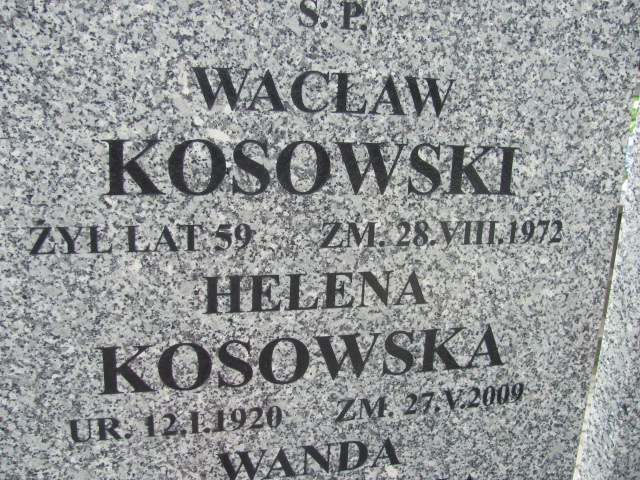 Ś. P.
WACŁAW
KOSOWSKI
ŻYŁ LAT 59 ZM. 28.VIII.1972
HELENA
KOSOWSKA
UR. 12.I.1920 ZM. 27.V.2009
WANDA